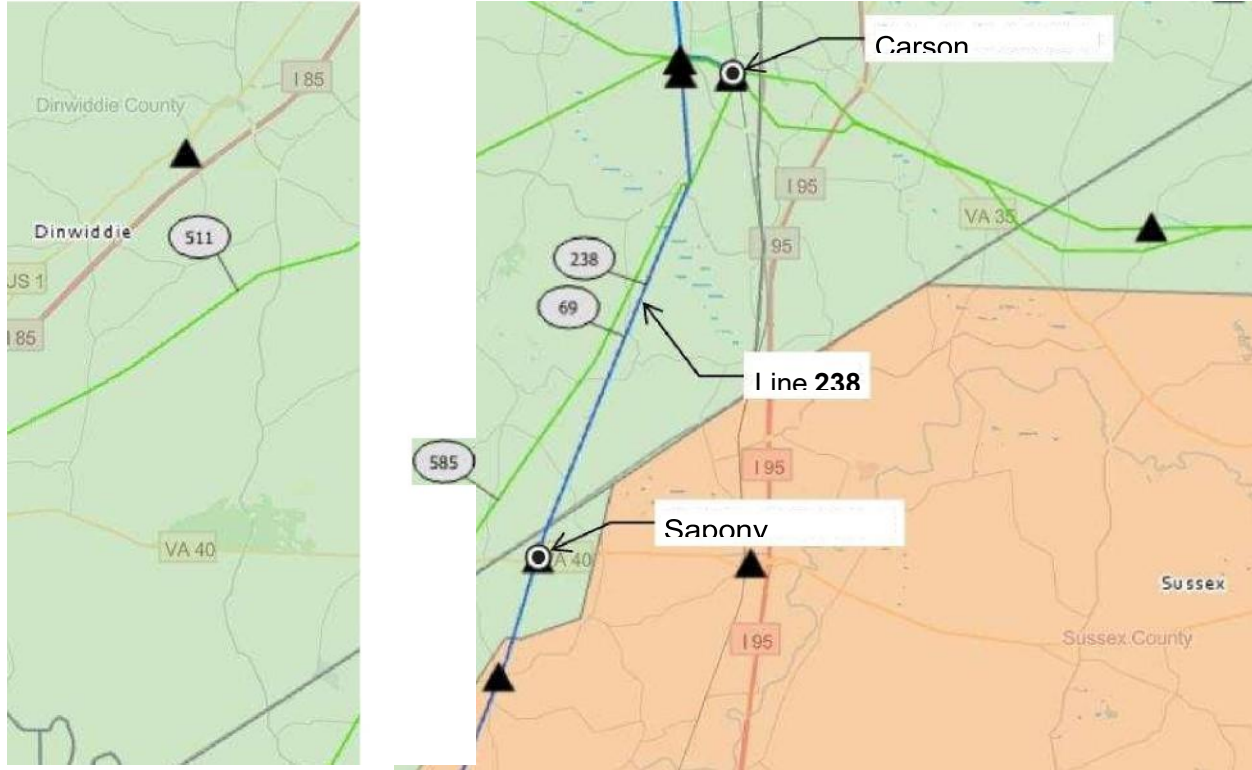 I 85
Dinwiddie County
Dinwiddie
511
US 1
I 85
VA 40
Carson
I 95
VA 35
I 95
238
69
Line 238
585
I 95
Sapony
VA 40
Sussex
Sussex County
I 95